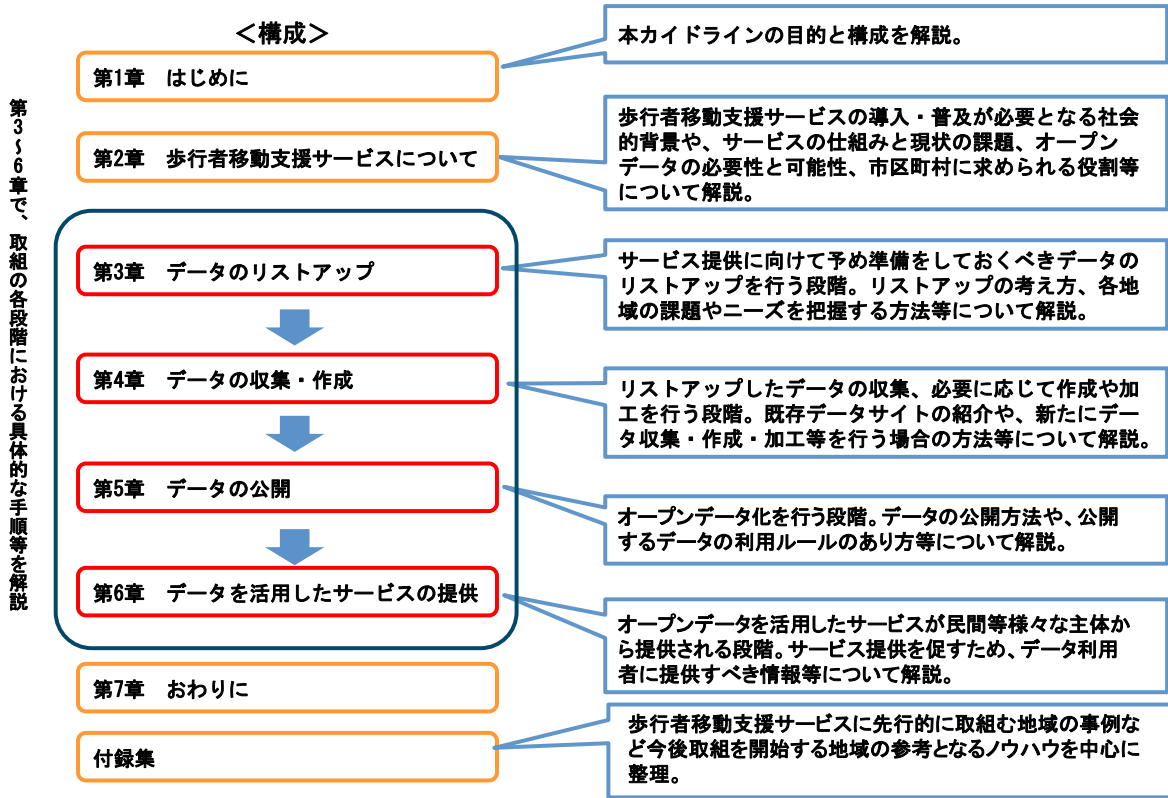 ＜構成＞
第1章　はじめに
本カイドラインの目的と構成を解説。
第2章　歩行者移動支援サービスについて
歩行者移動支援サービスの導入・普及が必要となる社会
的背景や、サービスの仕組みと現状の課題、オープン
データの必要性と可能性、市区町村に求められる役割等
について解説。
第3～6章で、取組の各段階における具体的な手順等を解説
第3章　データのリストアップ
サービス提供に向けて予め準備をしておくべきデータの
リストアップを行う段階。リストアップの考え方、各地
域の課題やニーズを把握する方法等について解説。
第4章　データの収集・作成
リストアップしたデータの収集、必要に応じて作成や加
工を行う段階。既存データサイトの紹介や、新たにデー
タ収集・作成・加工等を行う場合の方法等について解説。
第5章　データの公開
オープンデータ化を行う段階。データの公開方法や、公開
するデータの利用ルールのあり方等について解説。
第6章　データを活用したサービスの提供
オープンデータを活用したサービスが民間等様々な主体か
ら提供される段階。サービス提供を促すため、データ利用
者に提供すべき情報等について解説。
第7章　おわりに
付録集
歩行者移動支援サービスに先行的に取組む地域の事例な
ど今後取組を開始する地域の参考となるノウハウを中心に
整理。